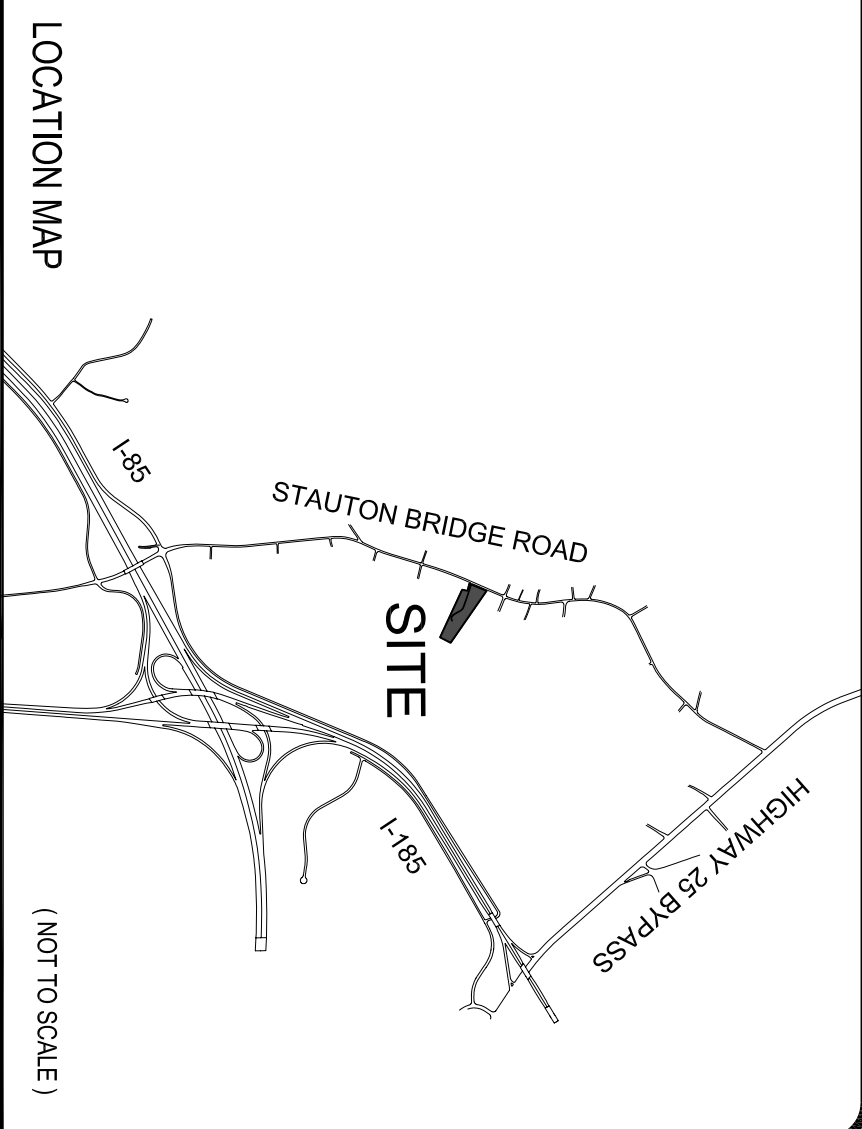 LOCATION MAP
I-85
STAUTON BRIDGE ROAD
SITE
I-185
HIGHWAY 25 BYPASS
( NOT TO SCALE )